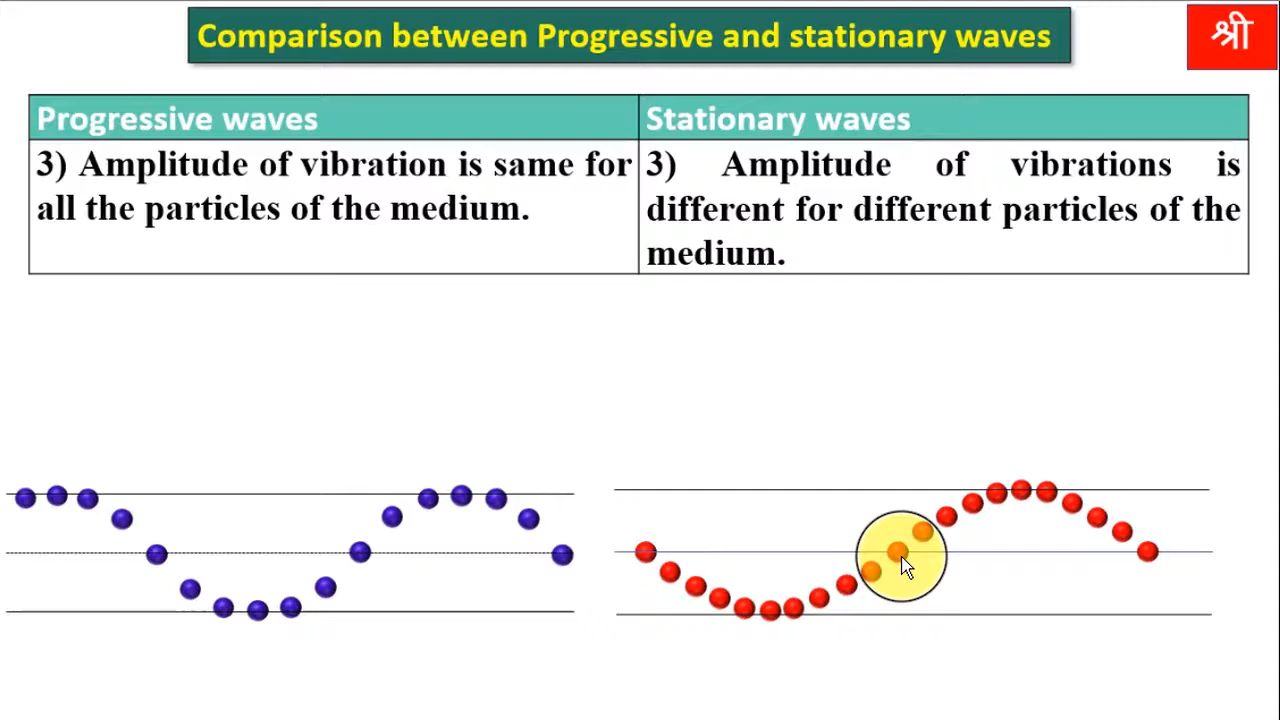 Comparison between Progressive and stationary waves
श्री
Progressive waves
Stationary waves
3) Amplitude of vibration is same for
all the particles of the medium.
3) Amplitude of vibrations is
different for different particles of the
medium.